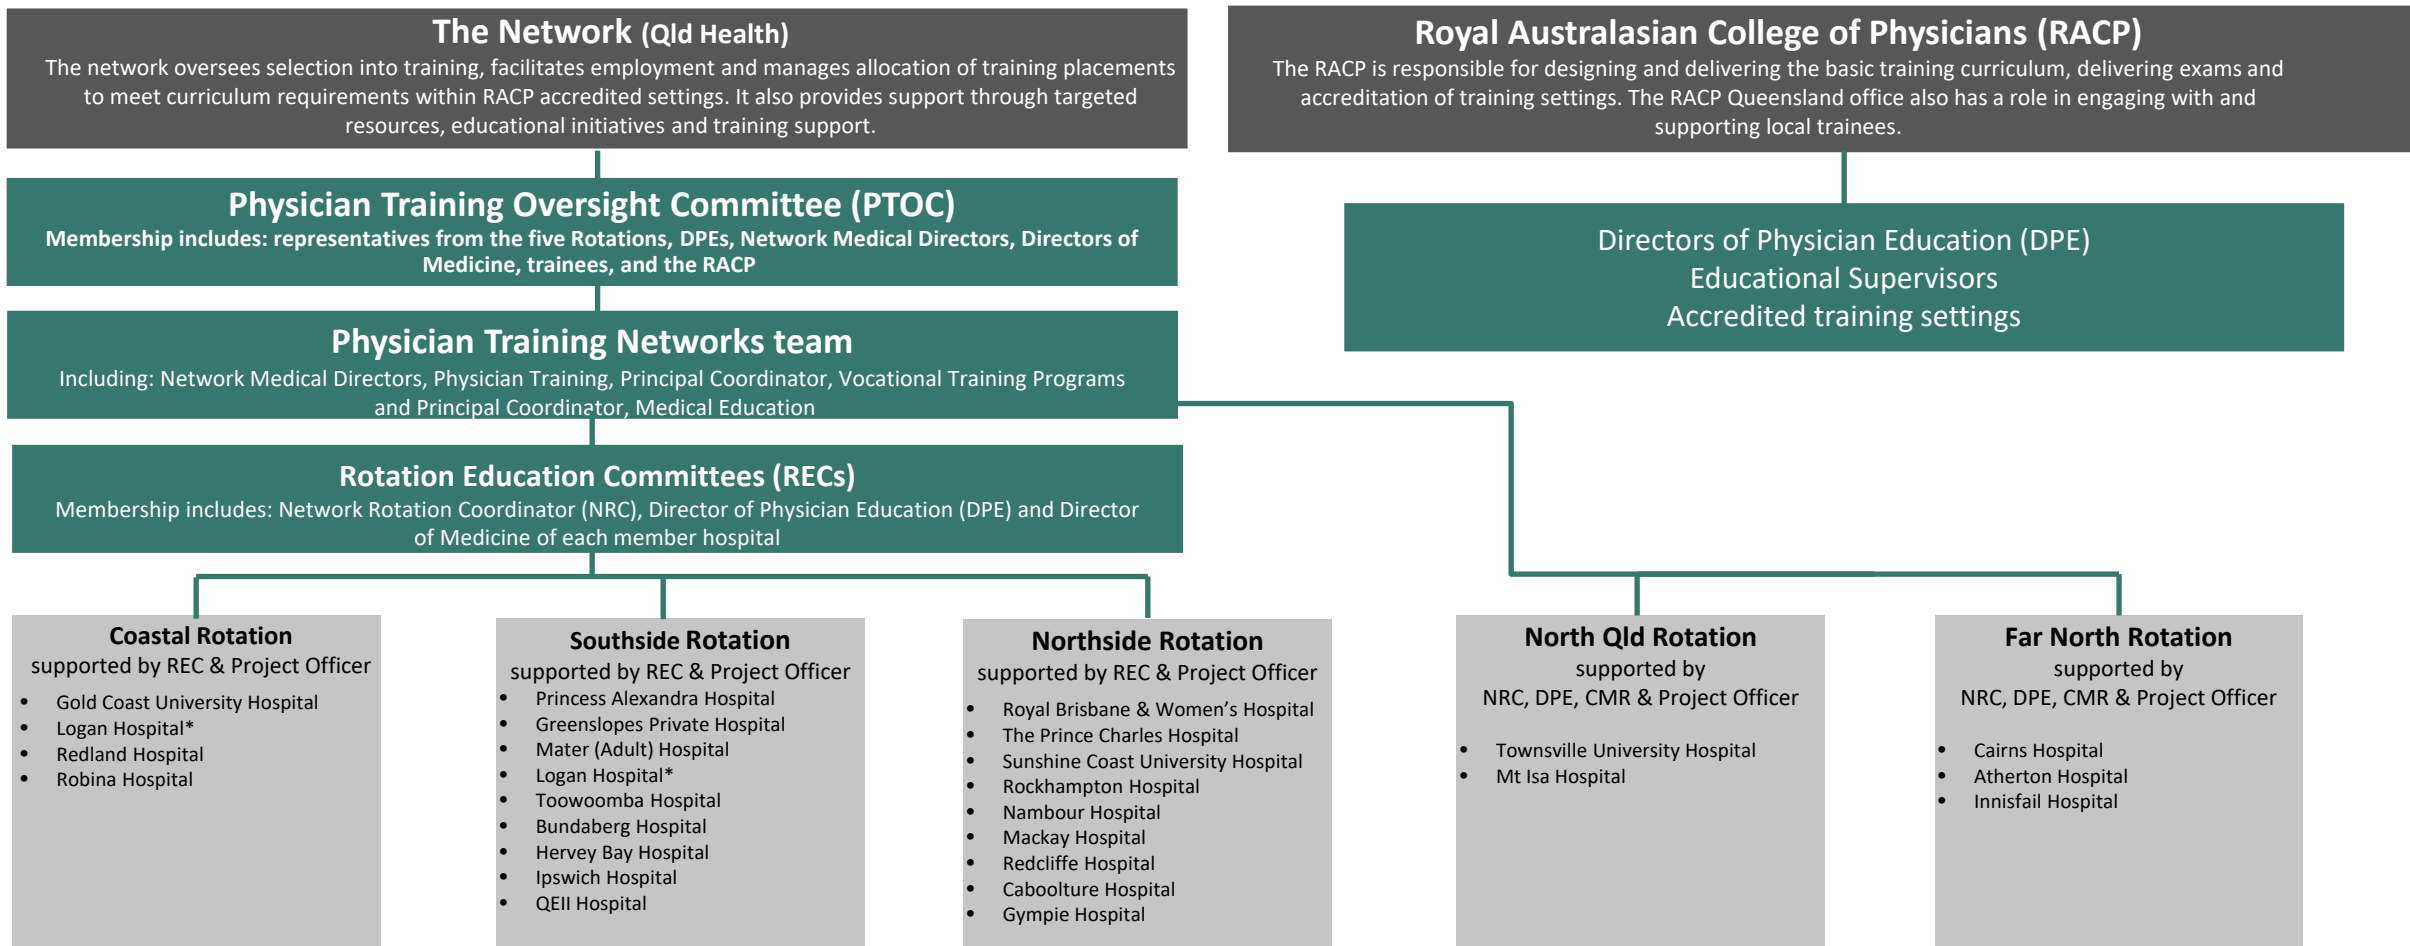 The Network (Qld Health)
The network oversees selection into training, facilitates employment and manages allocation of training placements
to meet curriculum requirements within RACP accredited settings. It also provides support through targeted
resources, educational initiatives and training support.
Royal Australasian College of Physicians (RACP)
The RACP is responsible for designing and delivering the basic training curriculum, delivering exams and
accreditation of training settings. The RACP Queensland office also has a role in engaging with and
supporting local trainees.
Physician Training Oversight Committee (PTOC)
Membership includes: representatives from the five Rotations, DPEs, Network Medical Directors, Directors of
Medicine, trainees, and the RACP
Directors of Physician Education (DPE)
Educational Supervisors
Accredited training settings
Physician Training Networks team
Including: Network Medical Directors, Physician Training, Principal Coordinator, Vocational Training Programs
and Principal Coordinator, Medical Education
Rotation Education Committees (RECs)
Membership includes: Network Rotation Coordinator (NRC), Director of Physician Education (DPE) and Director
of Medicine of each member hospital
Coastal Rotation
supported by REC & Project Officer
• Gold Coast University Hospital
• Logan Hospital*
• Redland Hospital
• Robina Hospital
Southside Rotation
supported by REC & Project Officer
• Princess Alexandra Hospital
• Greenslopes Private Hospital
• Mater (Adult) Hospital
• Logan Hospital*
• Toowoomba Hospital
• Bundaberg Hospital
• Hervey Bay Hospital
• Ipswich Hospital
• QEII Hospital
Northside Rotation
supported by REC & Project Officer
• Royal Brisbane & Women’s Hospital
• The Prince Charles Hospital
• Sunshine Coast University Hospital
• Rockhampton Hospital
• Nambour Hospital
• Mackay Hospital
• Redcliffe Hospital
• Caboolture Hospital
• Gympie Hospital
North Qld Rotation
supported by
NRC, DPE, CMR & Project Officer
• Townsville University Hospital
• Mt Isa Hospital
Far North Rotation
supported by
NRC, DPE, CMR & Project Officer
• Cairns Hospital
• Atherton Hospital
• Innisfail Hospital